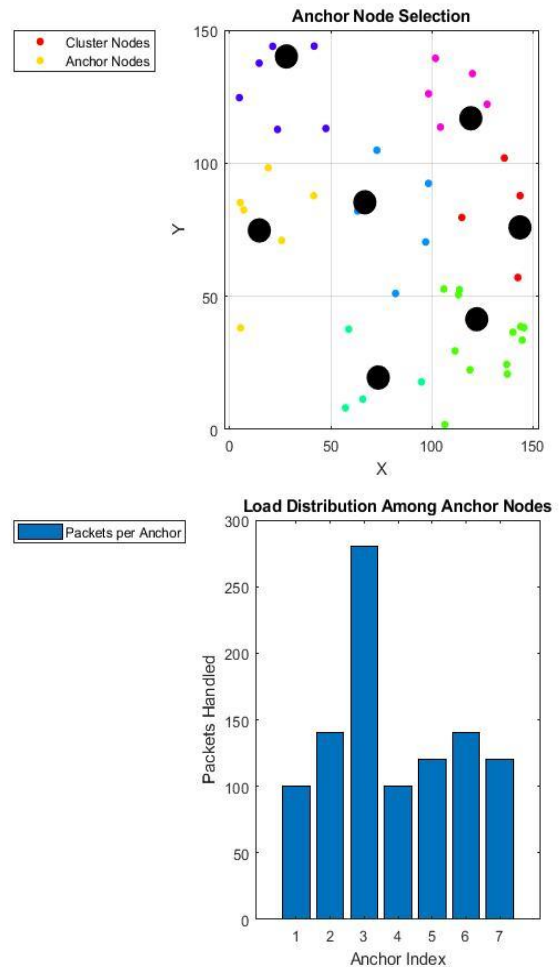 Anchor Node Selection
Cluster Nodes
Anchor Nodes
150
100
50
0
Y
0
50
100
150
X
Load Distribution Among Anchor Nodes
Packets per Anchor
300
250
200
150
100
50
0
Packets Handled
1 2 3 4 5 6 7
Anchor Index